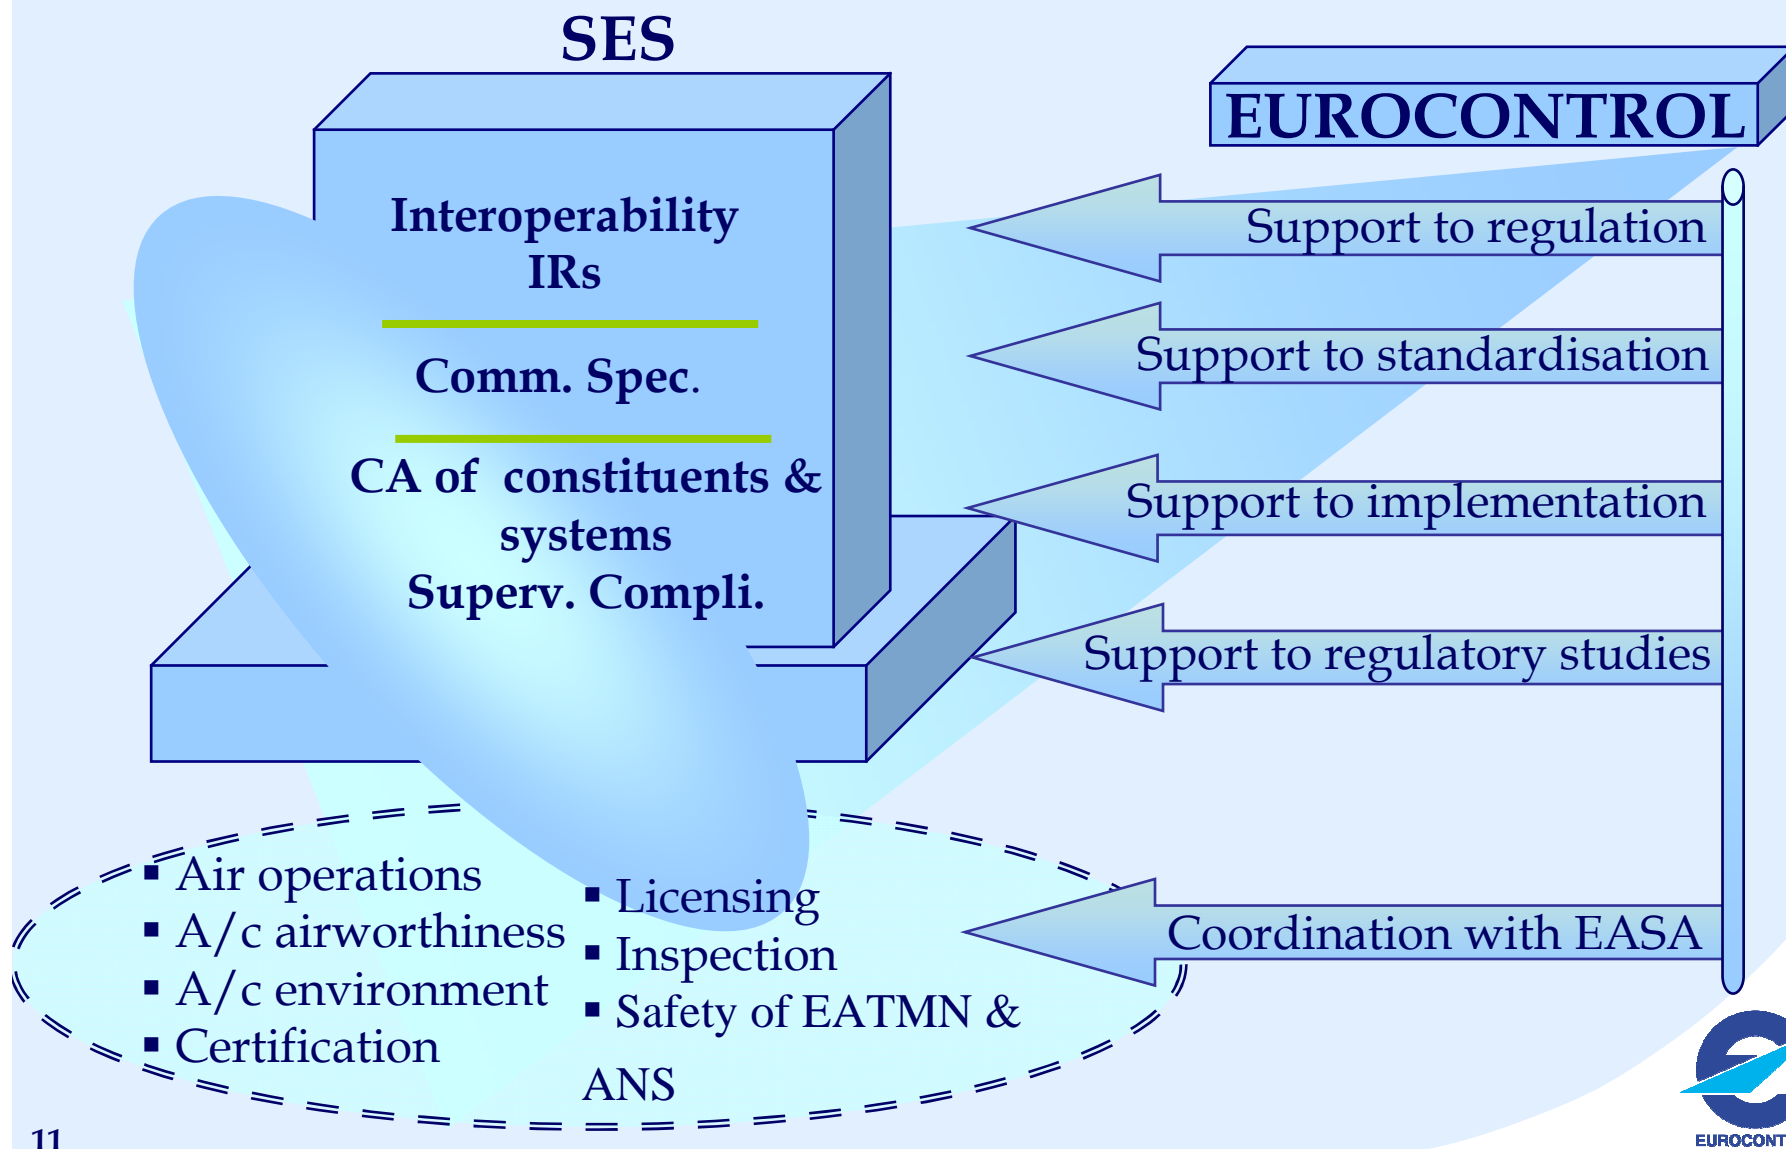 SES
EUROCONTROL
Interoperability
IRs
Comm. Spec.
CA of constituents &
systems
Superv. Compli.
Support to regulation
Support to standardisation
Support to implementation
Support to regulatory studies
Coordination with EASA
▪ Air operations
▪ A/c airworthiness
▪ A/c environment
▪ Certification
▪ Licensing
▪ Inspection
▪ Safety of EATMN &
ANS
11
EUROCONT